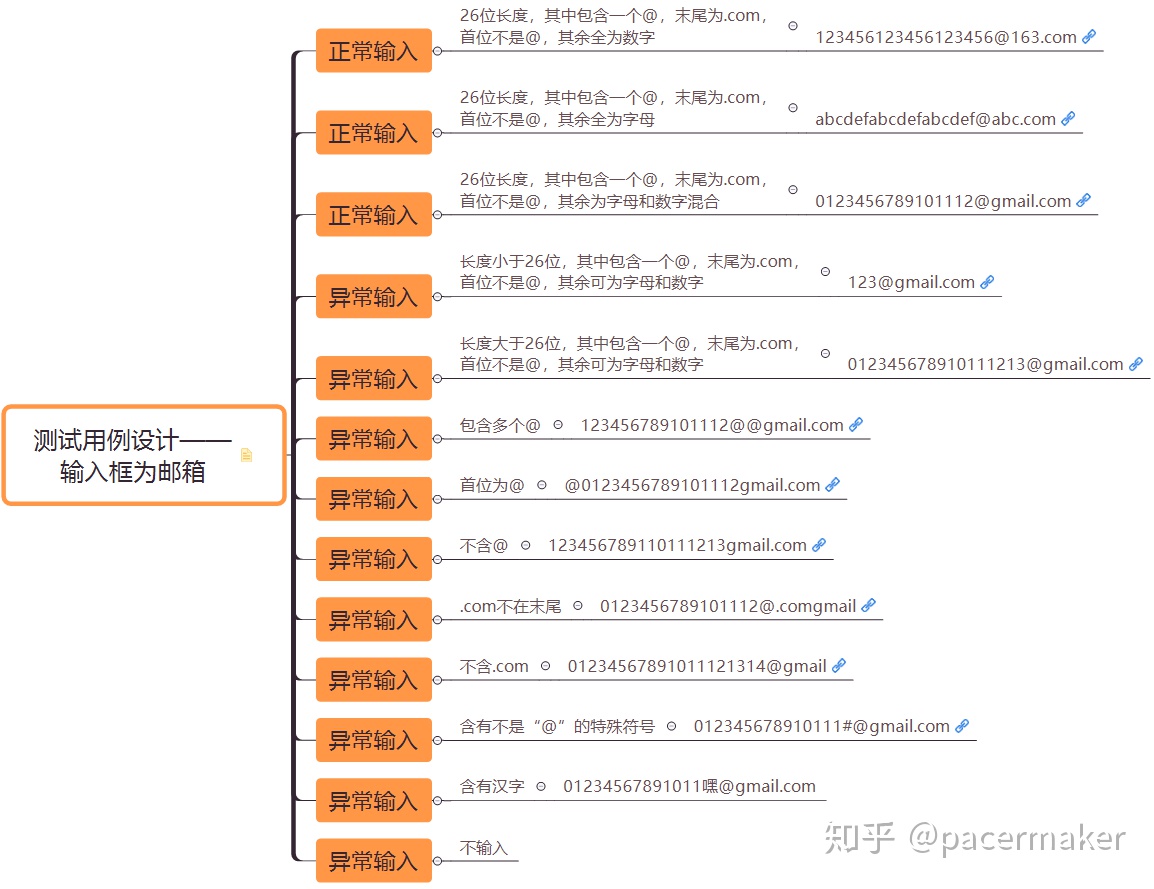 测试用例设计——
输入框为邮箱
正常输入
26位长度，其中包含一个@，末尾为.com，
首位不是@，其余全为数字
123456123456123456@163.com
正常输入
26位长度，其中包含一个@，末尾为.com，
首位不是@，其余全为字母
abcdefabcdefabcdef@abc.com
正常输入
26位长度，其中包含一个@，末尾为.com，
首位不是@，其余为字母和数字混合
0123456789101112@gmail.com
异常输入
长度小于26位，其中包含一个@，末尾为.com，
首位不是@，其余可为字母和数字
123@gmail.com
异常输入
长度大于26位，其中包含一个@，末尾为.com，
首位不是@，其余可为字母和数字
012345678910111213@gmail.com
异常输入
包含多个@
123456789101112@@gmail.com
异常输入
首位为@
@0123456789101112gmail.com
异常输入
不含@
123456789110111213gmail.com
异常输入
.com不在末尾
0123456789101112@.comgmail
异常输入
不含.com
01234567891011121314@gmail
异常输入
含有不是“@”的特殊符号
012345678910111#@gmail.com
异常输入
含有汉字
01234567891011嘿@gmail.com
异常输入
不输入
知乎 @pacermaker